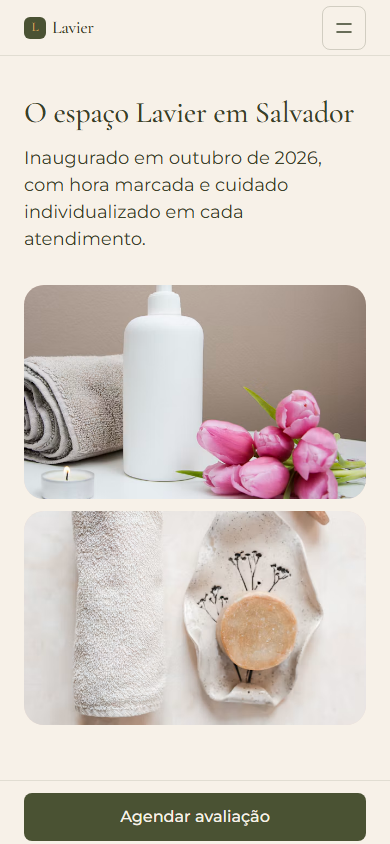 L Lavier
O espaço Lavier em Salvador
Inaugurado em outubro de 2026,
com hora marcada e cuidado
individualizado em cada
atendimento.
Agendar avaliação